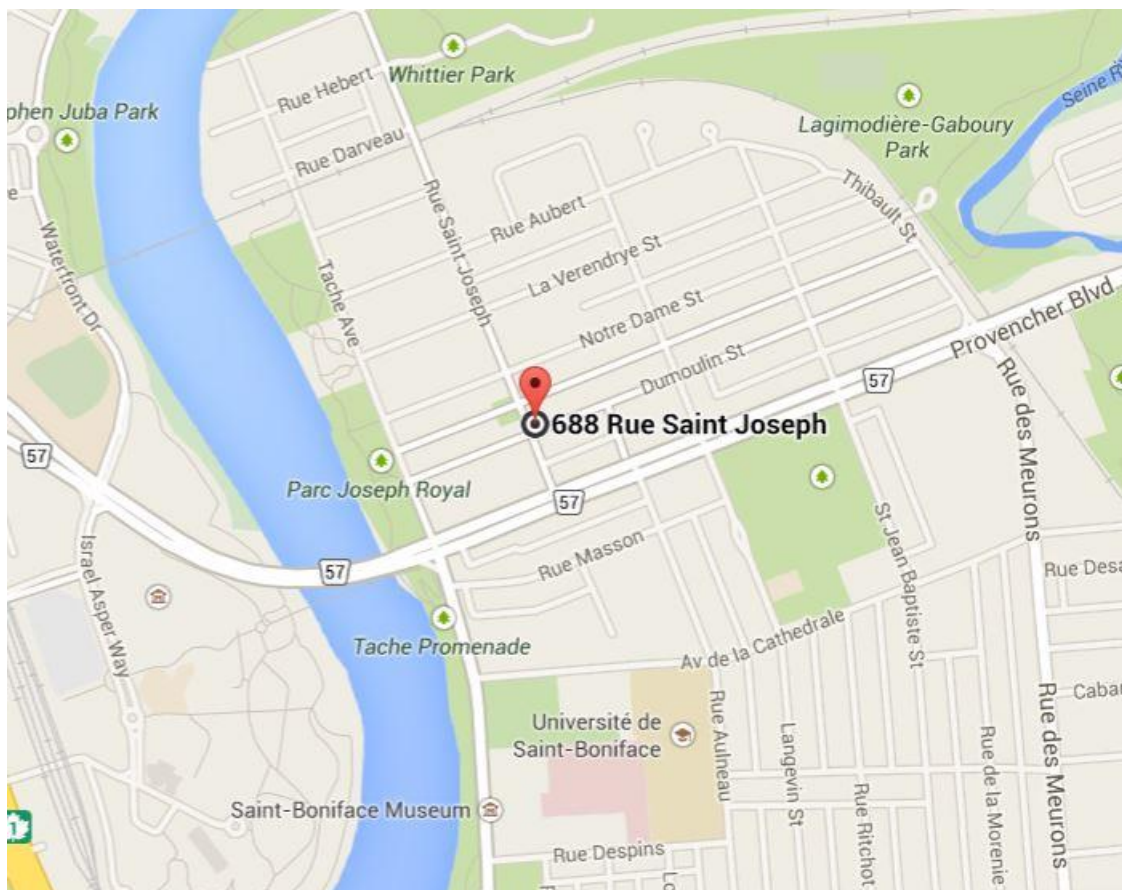 Whittier Park
Rue Hebert
phen Juba Park
Rue Darveau
Lagimodière-Gaboury
Park
Seine R
Thibault St
Rue Saint Joseph
Rue Aubert
La Verendrye St
Waterfront Dr
Tache Ave
Notre Dame St
Provencher Blvd
Dumoulin St
57
688 Rue Saint Joseph
57
Parc Joseph Royal
57
57
Rue des Meurons
Rue Masson
St Jean Baptiste St
Israel Asper Way
Rue Desa
Tache Promenade
Av de la Cathedrale
Cabar
Université de
Saint-Boniface
Rue Aulneau
Langevin St
Rue Ritchot
Rue de la Morenie
Rue des Meurons
Saint-Boniface Museum
1
Rue Despins